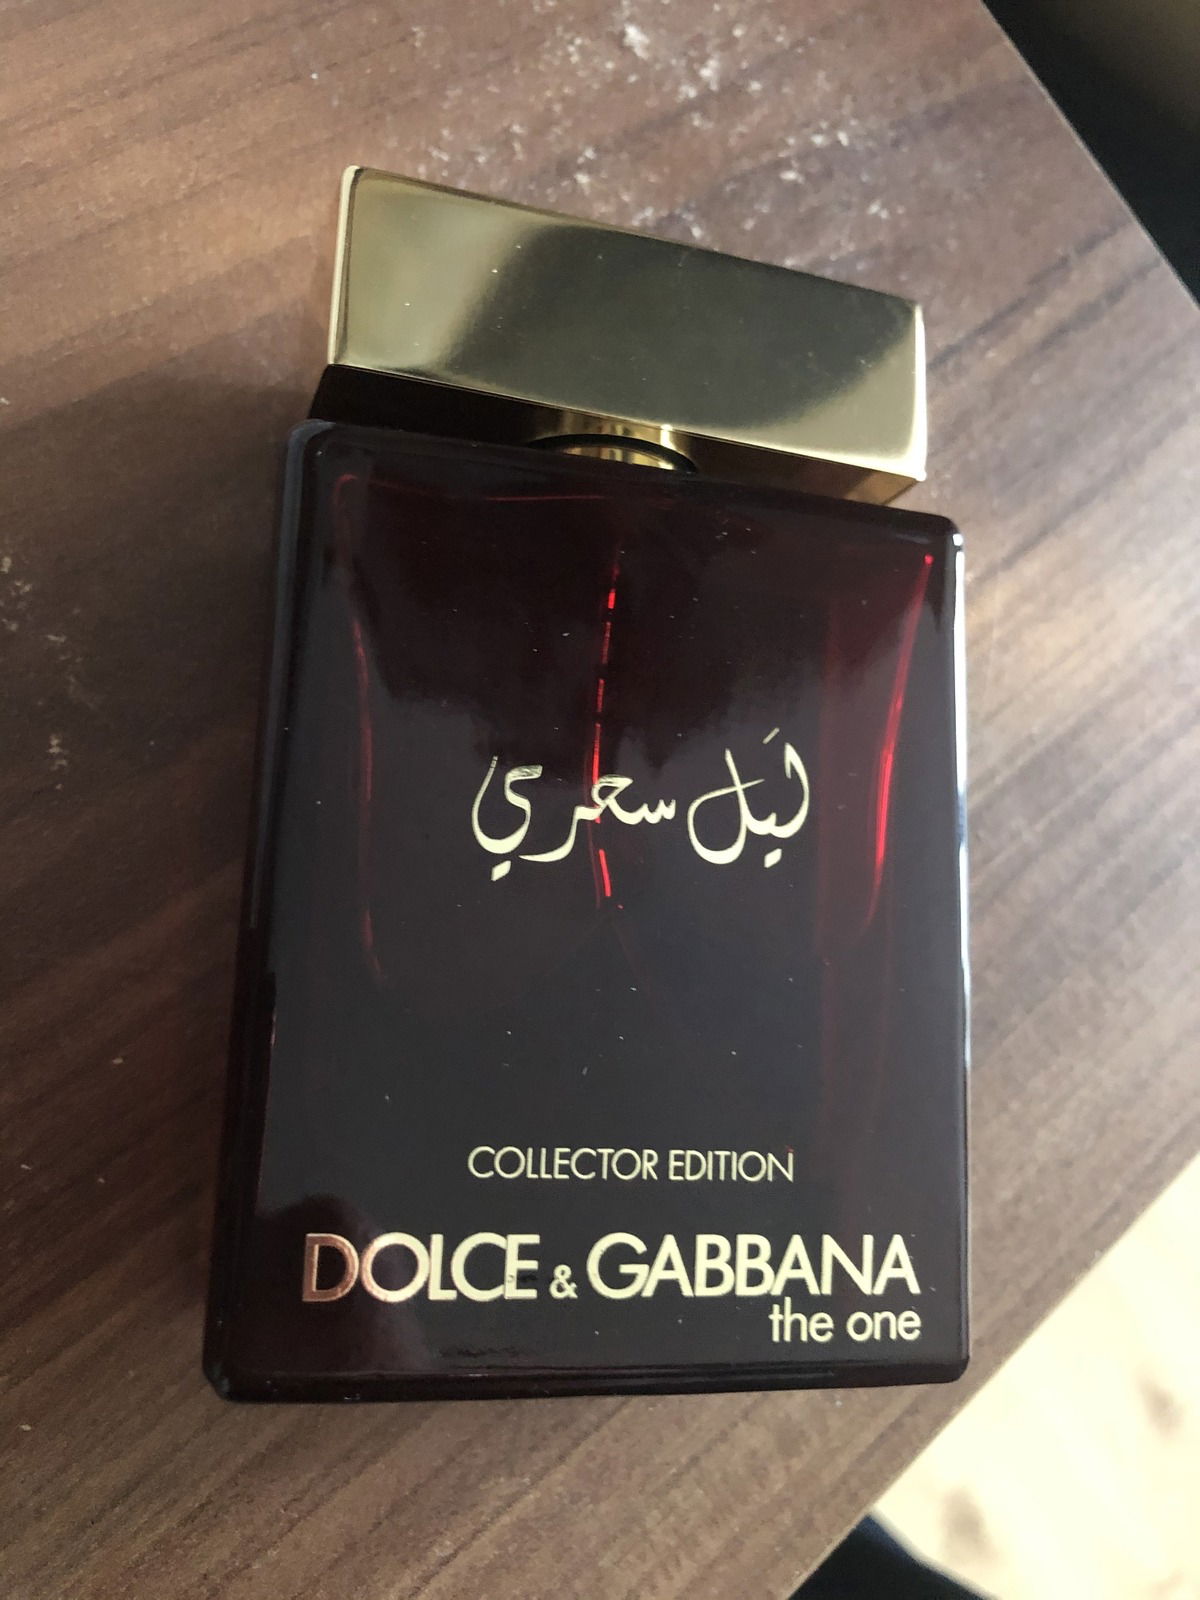 لَيل سحري
COLLECTOR EDITION
DOLCE & GABBANA
the one